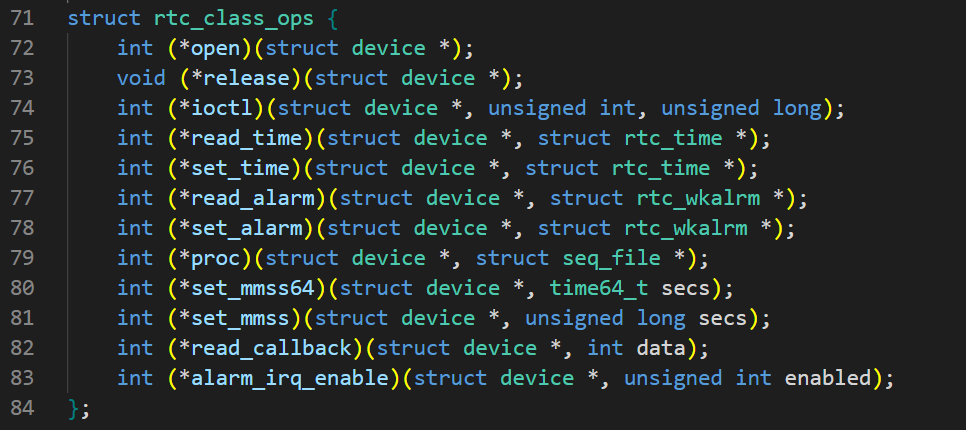 71 struct rtc_class_ops {
72     int (*open)(struct device *);
73     void (*release)(struct device *);
74     int (*ioctl)(struct device *, unsigned int, unsigned long);
75     int (*read_time)(struct device *, struct rtc_time *);
76     int (*set_time)(struct device *, struct rtc_time *);
77     int (*read_alarm)(struct device *, struct rtc_wkalrm *);
78     int (*set_alarm)(struct device *, struct rtc_wkalrm *);
79     int (*proc)(struct device *, struct seq_file *);
80     int (*set_mmss64)(struct device *, time64_t secs);
81     int (*set_mmss)(struct device *, unsigned long secs);
82     int (*read_callback)(struct device *, int data);
83     int (*alarm_irq_enable)(struct device *, unsigned int enabled);
84 };